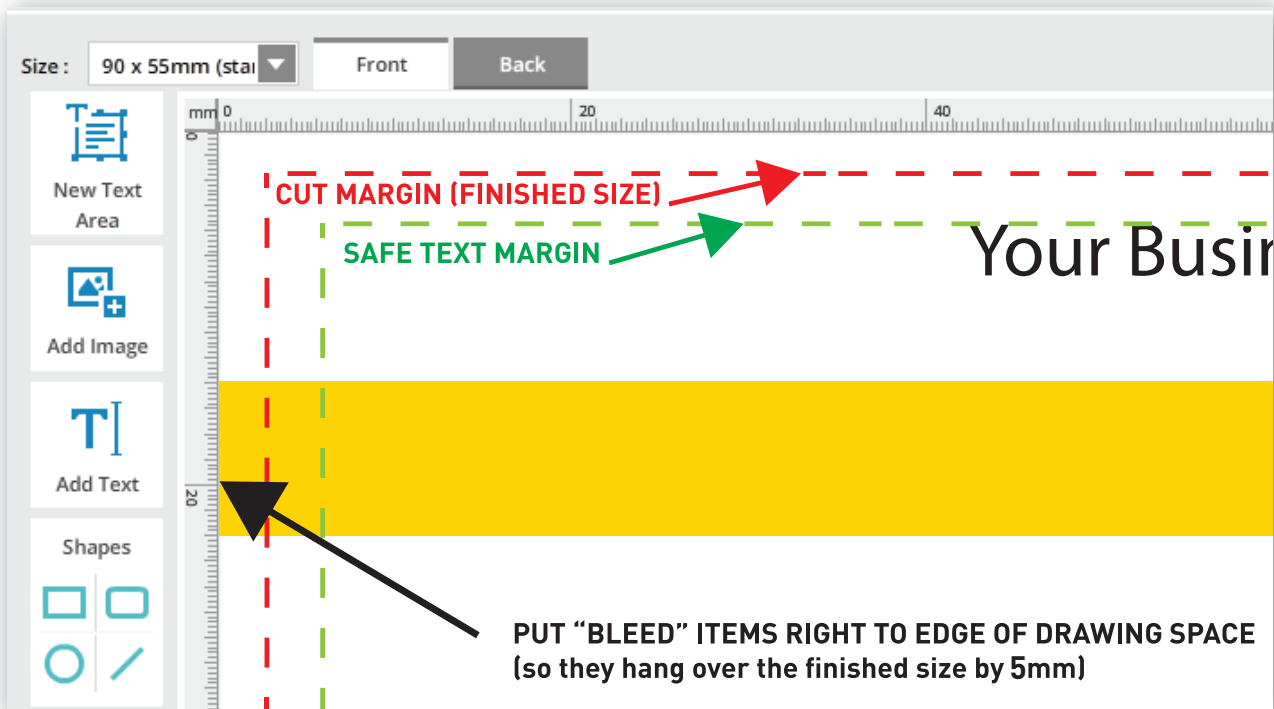 Size :
90 x 55mm (sta
Front
Back
mm
0
20
40
0
20
New Text
Area
Add Image
T
Add Text
Shapes
CUT MARGIN (FINISHED SIZE)
SAFE TEXT MARGIN
Your Busi
PUT “BLEED” ITEMS RIGHT TO EDGE OF DRAWING SPACE
(so they hang over the finished size by 5mm)